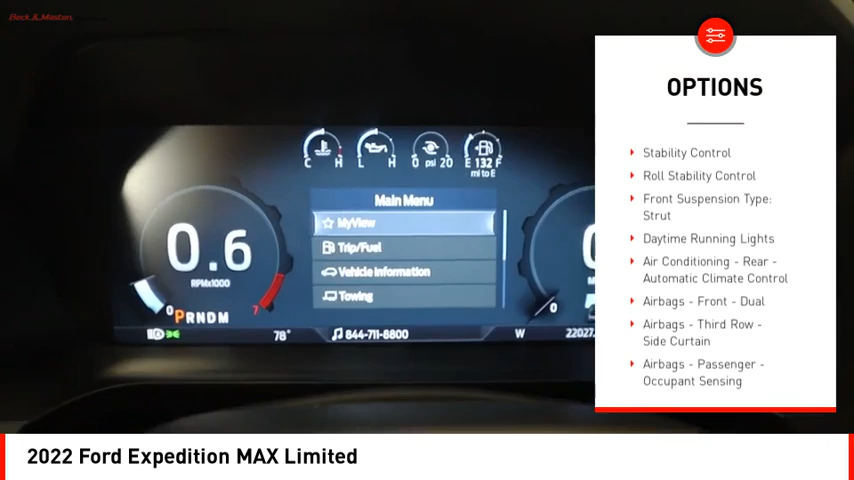 Beck & Masten
OPTIONS
Stability Control
Roll Stability Control
Front Suspension Type:
Strut
Daytime Running Lights
Air Conditioning - Rear -
Automatic Climate Control
Airbags - Front - Dual
Airbags - Third Row -
Side Curtain
Airbags - Passenger -
Occupant Sensing
C H L H 0 psi 20 E 132 F
mi to E
Main Menu
MyView
Trip/Fuel
Vehicle Information
Towing
0.6
RPMx1000
0 7
PRNDM
0
78° 844-711-8800 W 22027.
2022 Ford Expedition MAX Limited